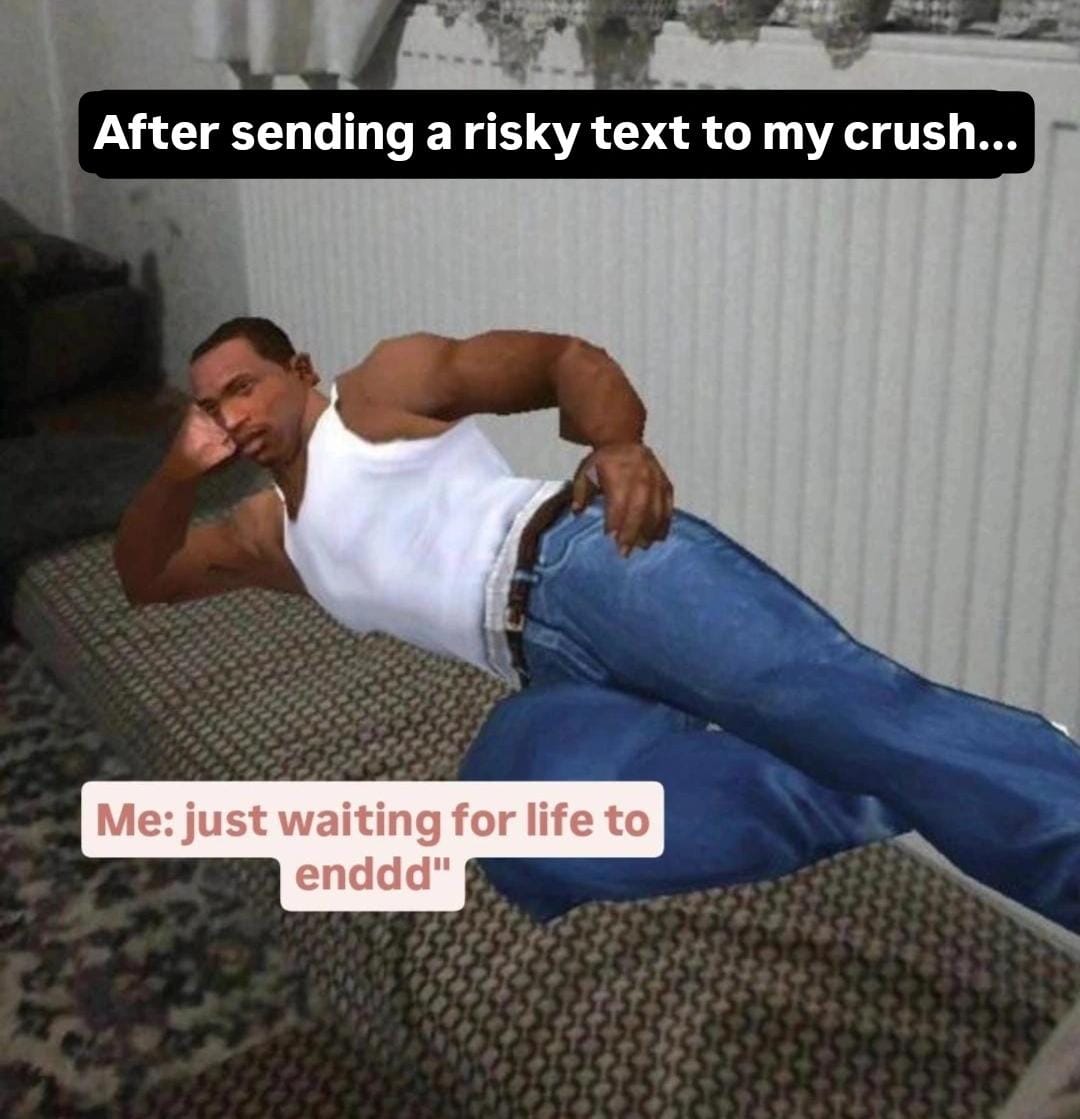 After sending a risky text to my crush...
Me: just waiting for life to
enddd"